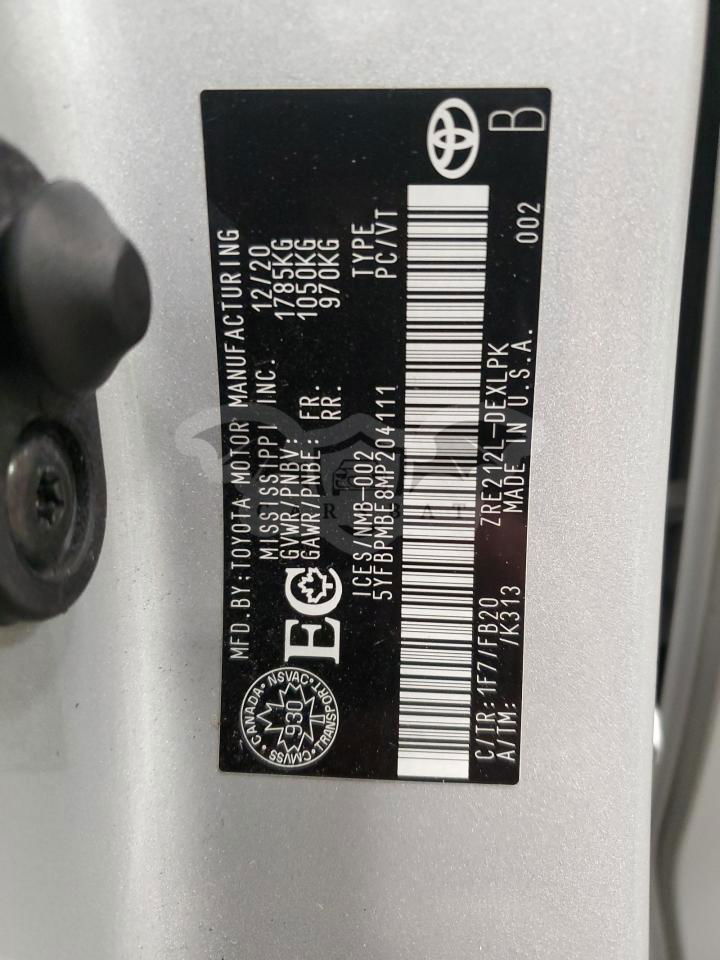 MFD. BY: TOYOTA MOTOR MANUFACTURING
MISSISSIPPI INC. 12/20
GVWR/PNBV: 1785KG
GAWR/PNBE: FR. 1050KG
RR. 970KG
EC
ICES/NMB-002 TYPE
5YFBPMBE8MP204111 PC/VT
CANADA • NSVAC • TRANSPORT • CMVSS •
930
C/TR: 1F7/FB20 ZRE212L-DEXLPK 002
A/TM: /K313 MADE IN U.S.A.
B
CARBAT